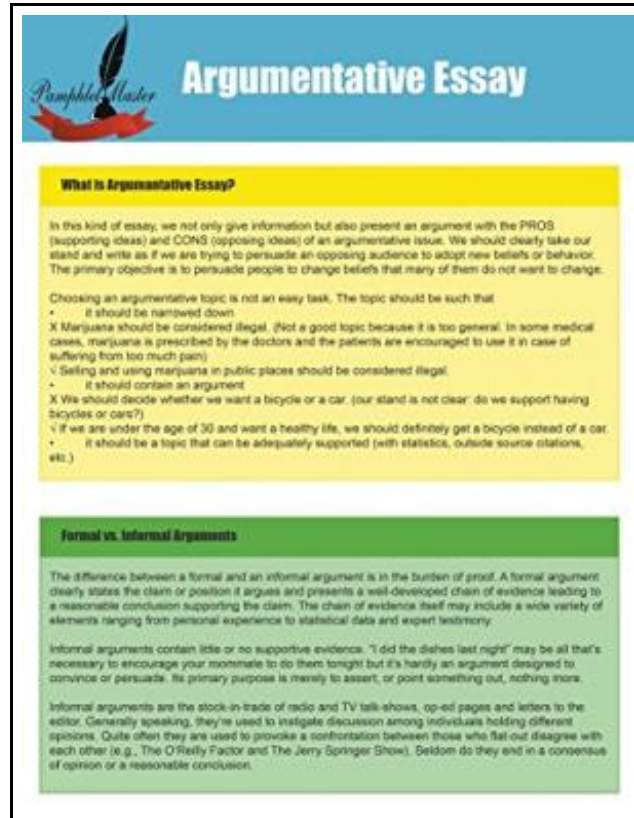 Pamphlet Master
Argumentative Essay
What Is Argumantative Essay?
In this kind of essay, we not only give information but also present an argument with the PROS
(supporting ideas) and CONS (opposing ideas) of an argumentative issue. We should clearly take our
stand and write as if we are trying to persuade an opposing audience to adopt new beliefs or behavior.
The primary objective is to persuade people to change beliefs that many of them do not want to change.
Choosing an argumentative topic is not an easy task. The topic should be such that
• it should be narrowed down
X Marijuana should be considered illegal. (Not a good topic because it is too general. In some medical
cases, marijuana is prescribed by the doctors and the patients are encouraged to use it in case of
suffering from too much pain)
√ Selling and using marijuana in public places should be considered illegal.
• it should contain an argument
X We should decide whether we want a bicycle or a car. (our stand is not clear: do we support having
bicycles or cars?)
√ If we are under the age of 30 and want a healthy life, we should definitely get a bicycle instead of a car.
• it should be a topic that can be adequately supported (with statistics, outside source citations,
etc.)
Formal vs. Informal Arguments
The difference between a formal and an informal argument is in the burden of proof. A formal argument
clearly states the claim or position it argues and presents a well-developed chain of evidence leading to
a reasonable conclusion supporting the claim. The chain of evidence itself may include a wide variety of
elements ranging from personal experience to statistical data and expert testimony.
Informal arguments contain little or no supportive evidence. "I did the dishes last night" may be all that's
necessary to encourage your roommate to do them tonight but it's hardly an argument designed to
convince or persuade. Its primary purpose is merely to assert, or point something out, nothing more.
Informal arguments are the stock-in-trade of radio and TV talk-shows, op-ed pages and letters to the
editor. Generally speaking, they're used to instigate discussion among individuals holding different
opinions. Quite often they are used to provoke a confrontation between those who flat-out disagree with
each other (e.g., The O'Reilly Factor and The Jerry Springer Show). Seldom do they end in a consensus
of opinion or a reasonable conclusion.